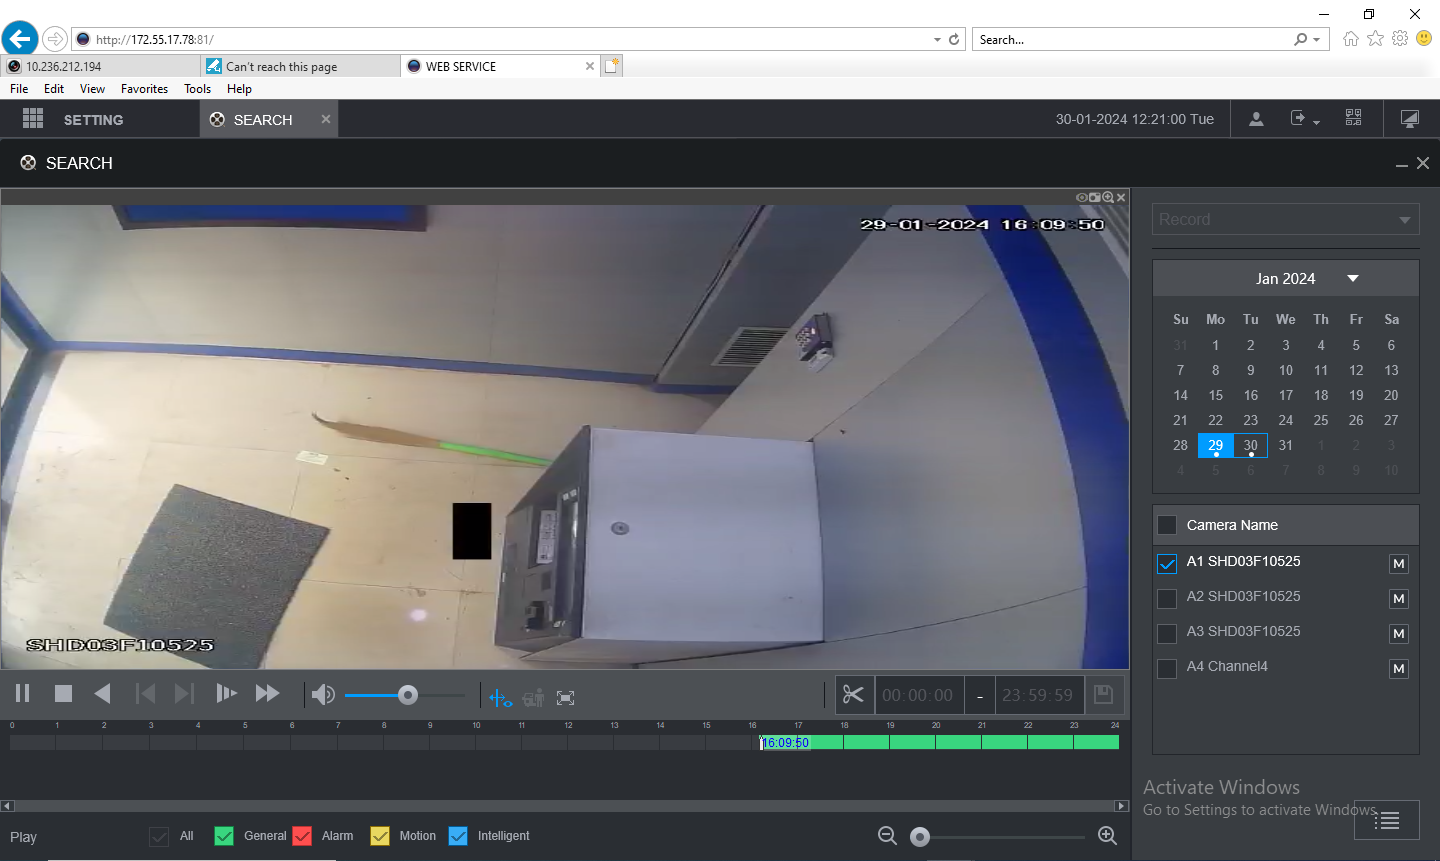 http://172.55.17.78:81/
Search...
10.236.212.194
Can't reach this page
WEB SERVICE
File Edit View Favorites Tools Help
SETTING
SEARCH
30-01-2024 12:21:00 Tue
SEARCH
29-01-2024 16:09:50
SHD03F10525
Record
Jan 2024
Su Mo Tu We Th Fr Sa
31 1 2 3 4 5 6
7 8 9 10 11 12 13
14 15 16 17 18 19 20
21 22 23 24 25 26 27
28 29 30 31 1 2 3
4 5 6 7 8 9 10
Camera Name
A1 SHD03F10525 M
A2 SHD03F10525 M
A3 SHD03F10525 M
A4 Channel4 M
00:00:00 - 23:59:59
0 1 2 3 4 5 6 7 8 9 10 11 12 13 14 15 16 17 18 19 20 21 22 23 24
16:09:50
Activate Windows
Go to Settings to activate Windows.
Play All General Alarm Motion Intelligent